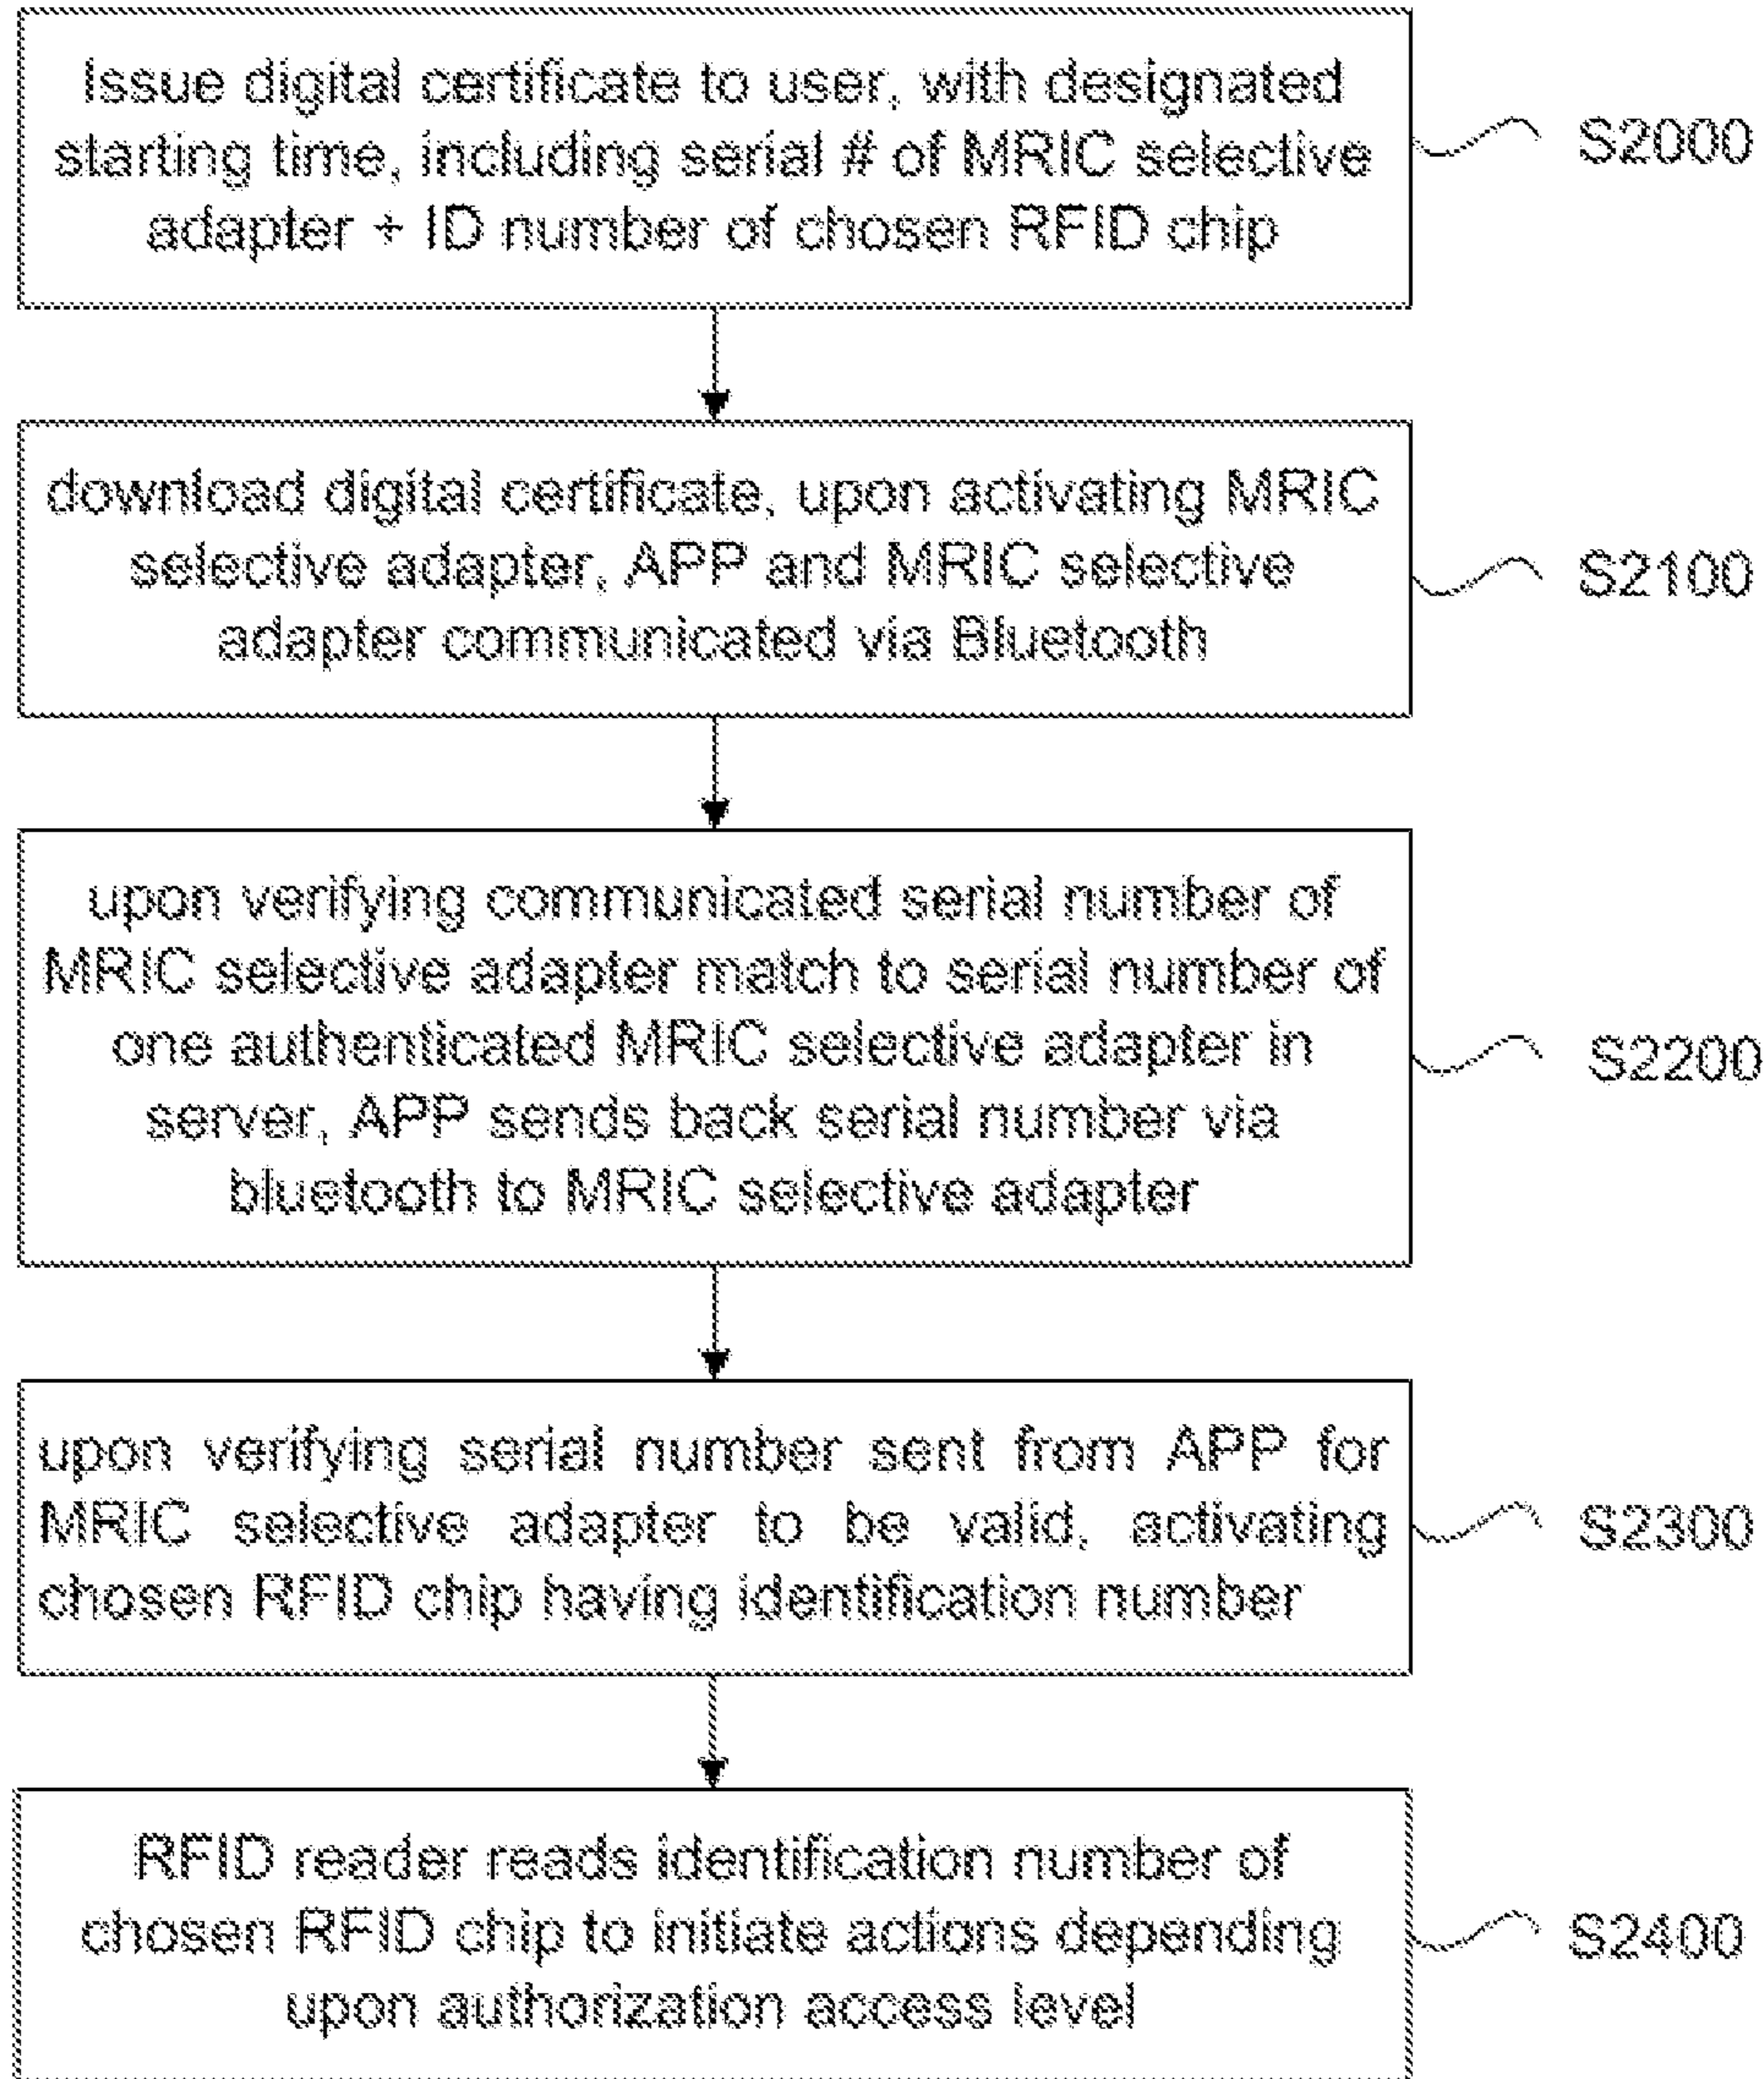 Issue digital certificate to user, with designated
starting time, including serial # of MRIC selective
adapter + ID number of chosen RFID chip
S2000
download digital certificate, upon activating MRIC
selective adapter, APP and MRIC selective
adapter communicated via Bluetooth
S2100
upon verifying communicated serial number of
MRIC selective adapter match to serial number of
one authenticated MRIC selective adapter in
server, APP sends back serial number via
bluetooth to MRIC selective adapter
S2200
upon verifying serial number sent from APP for
MRIC selective adapter to be valid, activating
chosen RFID chip having identification number
S2300
RFID reader reads identification number of
chosen RFID chip to initiate actions depending
upon authorization access level
S2400